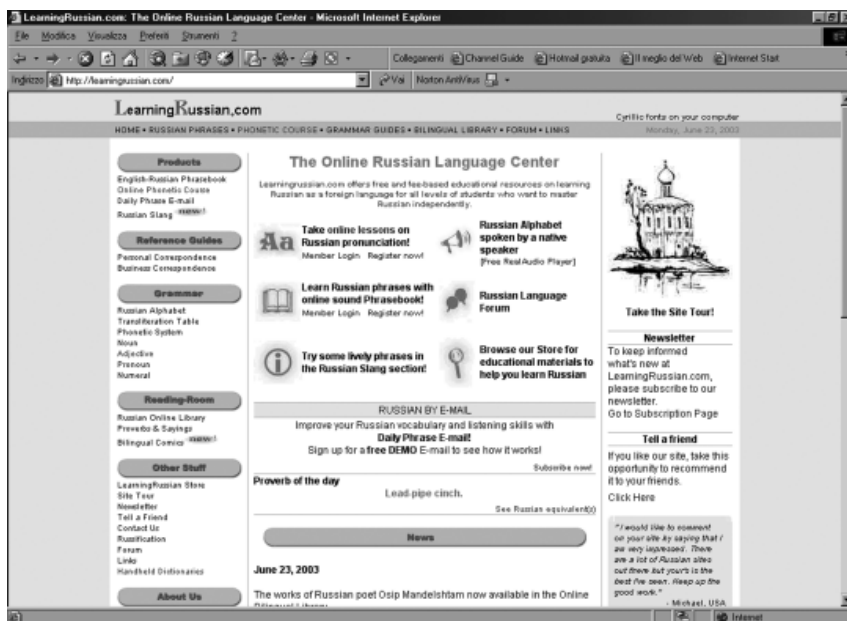 LearningRussian.com: The Online Russian Language Center - Microsoft Internet Explorer
File Modifica Visualizza Preferiti Strumenti ?
Collegamenti Channel Guide Hotmail gratuita Il meglio del Web Internet Start
Indirizzo http://learningrussian.com/ Vai Norton AntiVirus
LearningRussian.com
Cyrillic fonts on your computer
HOME • RUSSIAN PHRASES • PHONETIC COURSE • GRAMMAR GUIDES • BILINGUAL LIBRARY • FORUM • LINKS
Monday, June 23, 2003
Products
English-Russian Phrasebook
Online Phonetic Course
Daily Phrase E-mail
Russian Slang new!
Reference Guides
Personal Correspondence
Business Correspondence
Grammar
Russian Alphabet
Transliteration Table
Phonetic System
Noun
Adjective
Pronoun
Numeral
Reading-Room
Russian Online Library
Proverbs & Sayings
Bilingual Comics new!
Other Stuff
LearningRussian Store
Site Tour
Newsletter
Tell a Friend
Contact Us
Russification
Forum
Links
Handheld Dictionaries
About Us
The Online Russian Language Center
Learningrussian.com offers free and fee-based educational resources on learning
Russian as a foreign language for all levels of students who want to master
Russian independently.
Aa
Take online lessons on
Russian pronunciation!
Member Login Register now!
Russian Alphabet
spoken by a native
speaker
[Free RealAudio Player]
Learn Russian phrases with
online sound Phrasebook!
Member Login Register now!
Russian Language
Forum
Try some lively phrases in
the Russian Slang section!
Browse our Store for
educational materials to
help you learn Russian
RUSSIAN BY E-MAIL
Improve your Russian vocabulary and listening skills with
Daily Phrase E-mail!
Sign up for a free DEMO E-mail to see how it works!
Subscribe now!
Proverb of the day
Lead-pipe cinch.
See Russian equivalent(s)
News
June 23, 2003
The works of Russian poet Osip Mandelshtam now available in the Online
Bilingual Library
Take the Site Tour!
Newsletter
To keep informed
what's new at
LearningRussian.com,
please subscribe to our
newsletter.
Go to Subscription Page
Tell a friend
If you like our site, take this
opportunity to recommend
it to your friends.
Click Here
"I would like to comment
on your site by saying that I
am very impressed. There
are a lot of Russian sites
out there but your's is the
best I've seen. Keep up the
good work."
- Michael, USA
Internet